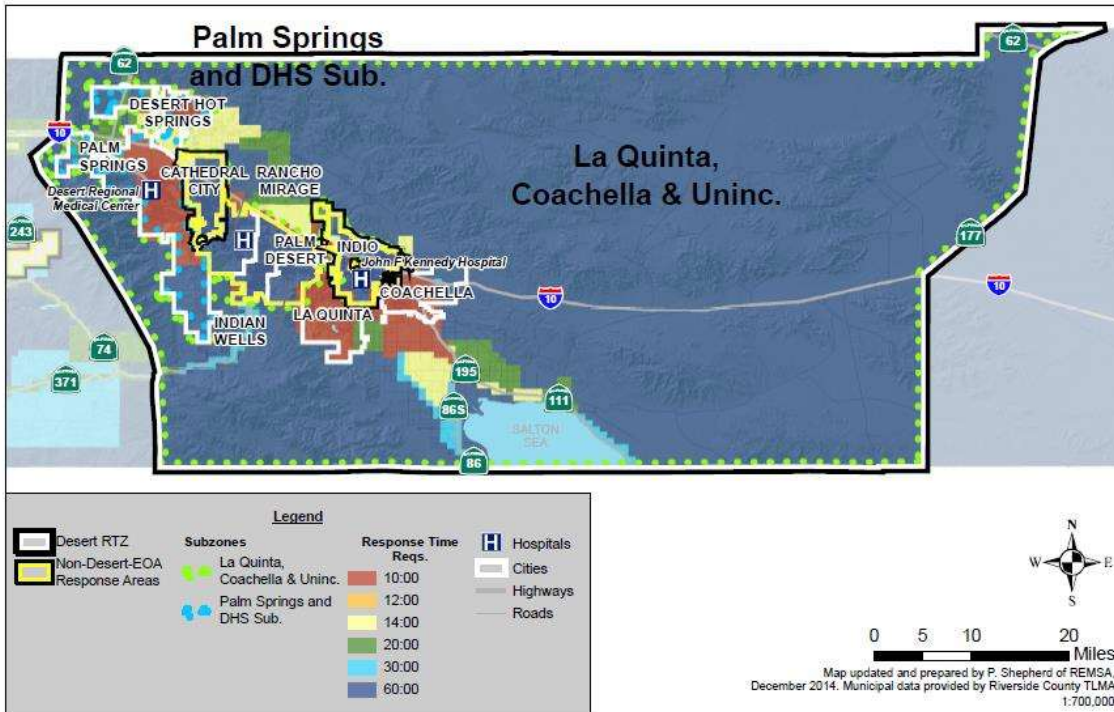 Palm Springs
and DHS Sub.
62
62
DESERT HOT
SPRINGS
10
PALM
SPRINGS
CATHEDRAL
CITY
RANCHO
MIRAGE
La Quinta,
Coachella & Uninc.
Desert Regional
Medical Center
H
H
243
177
PALM
DESERT
INDIO
John F Kennedy Hospital
H
COACHELLA
10
10
LA QUINTA
INDIAN
WELLS
74
371
195
111
86S
SALTON
SEA
86
Legend
Desert RTZ
Non-Desert-EOA
Response Areas
Subzones
La Quinta,
Coachella & Uninc.
Palm Springs and
DHS Sub.
Response Time
Reqs.
10:00
12:00
14:00
20:00
30:00
60:00
H Hospitals
Cities
Highways
Roads
N
W E
S
0 5 10 20
Miles
Map updated and prepared by P. Shepherd of REMSA,
December 2014. Municipal data provided by Riverside County TLMA
1:700,000